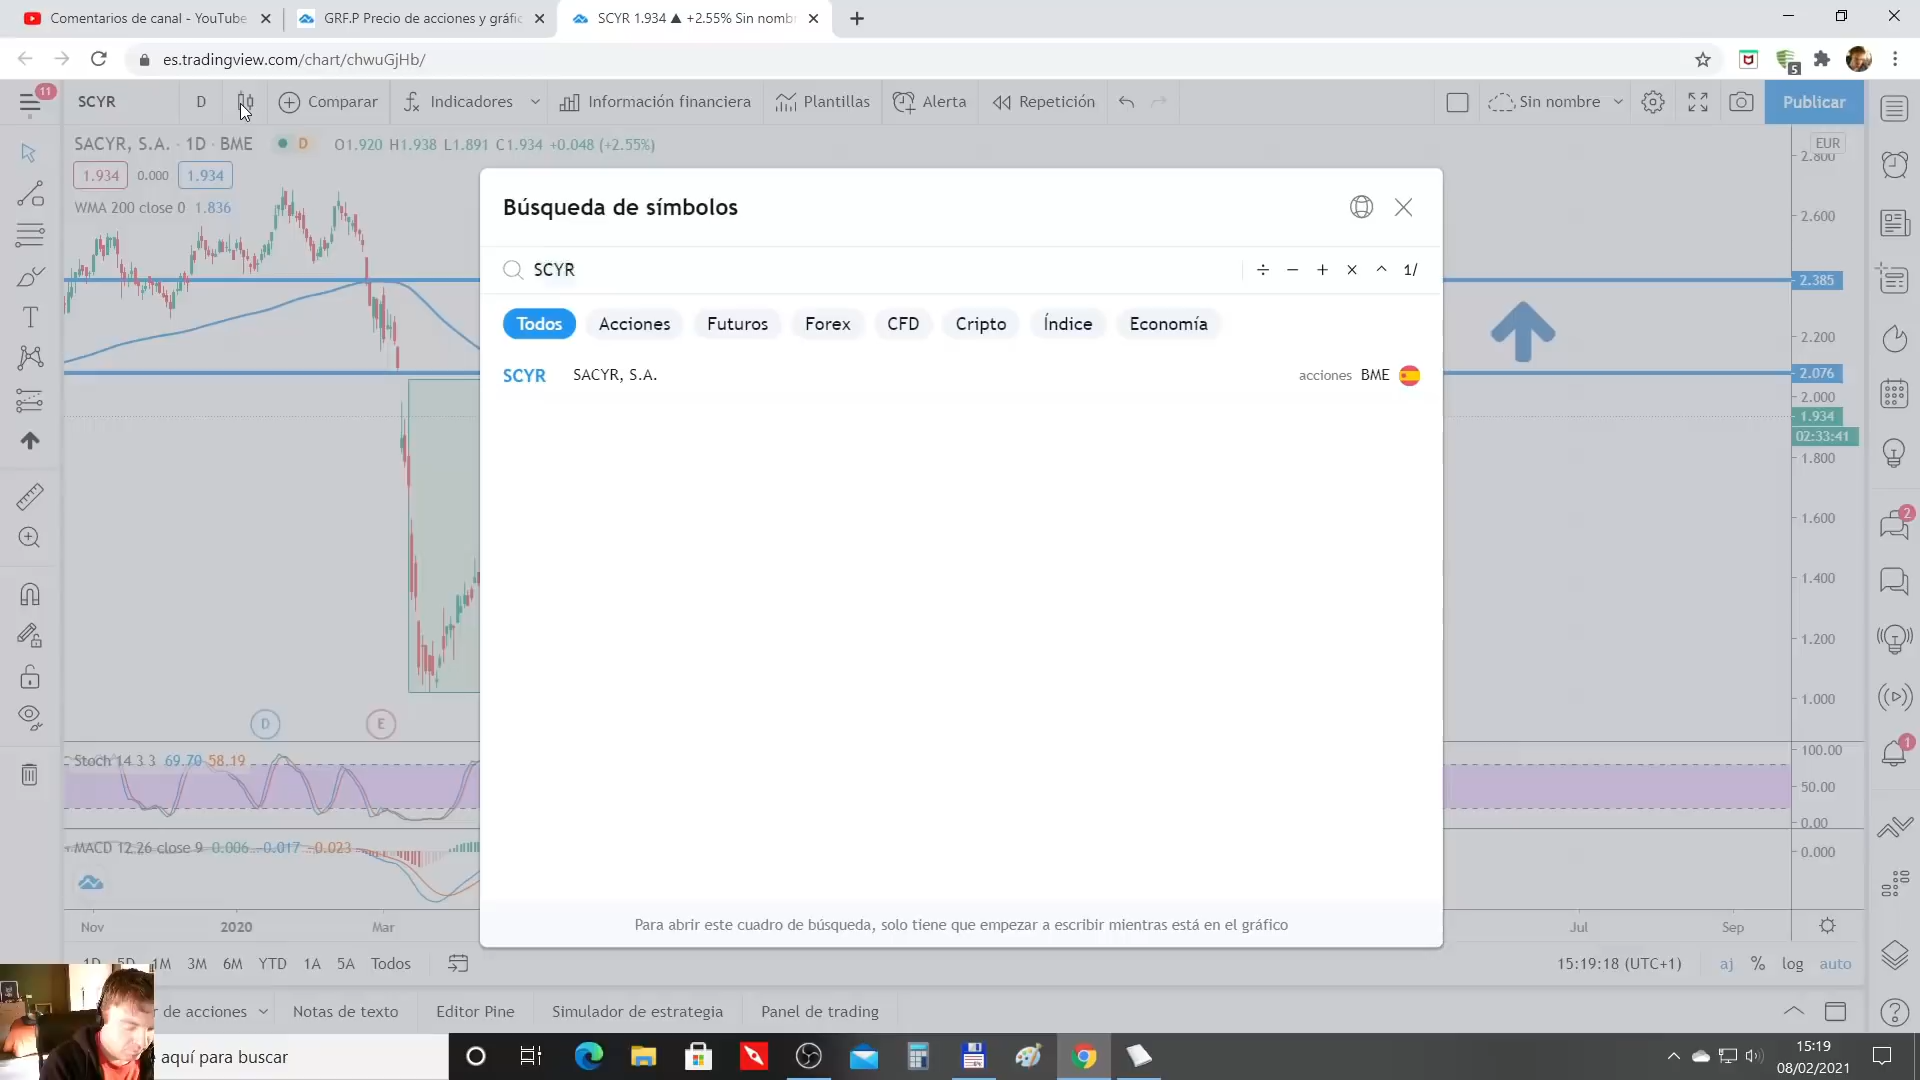 Comentarios de canal - YouTube
GRF.P Precio de acciones y gráfic
SCYR 1.934 ▲ +2.55% Sin nombr
es.tradingview.com/chart/chwuGjHb/
5
11
SCYR
D
Comparar
Indicadores
Información financiera
Plantillas
Alerta
Repetición
Sin nombre
Publicar
SACYR, S.A. · 1D · BME
D
O1.920 H1.938 L1.891 C1.934 +0.048 (+2.55%)
1.934
0.000
1.934
WMA 200 close 0 1.836
EUR
2.800
2.600
2.385
2.200
2.076
2.000
1.934
02:33:41
1.800
1.600
1.400
1.200
1.000
Búsqueda de símbolos
SCYR
÷ − + × ^ 1/
Todos
Acciones
Futuros
Forex
CFD
Cripto
Índice
Economía
SCYR
SACYR, S.A.
acciones
BME
Para abrir este cuadro de búsqueda, solo tiene que empezar a escribir mientras está en el gráfico
D
E
Stoch 14 3 3 69.70 58.19
100.00
50.00
0.00
MACD 12 26 close 9 0.006 −0.017 −0.023
0.000
Nov
2020
Mar
Jul
Sep
1D
5D
1M
3M
6M
YTD
1A
5A
Todos
15:19:18 (UTC+1)
aj
%
log
auto
de acciones
Notas de texto
Editor Pine
Simulador de estrategia
Panel de trading
2
1
aquí para buscar
15:19
08/02/2021